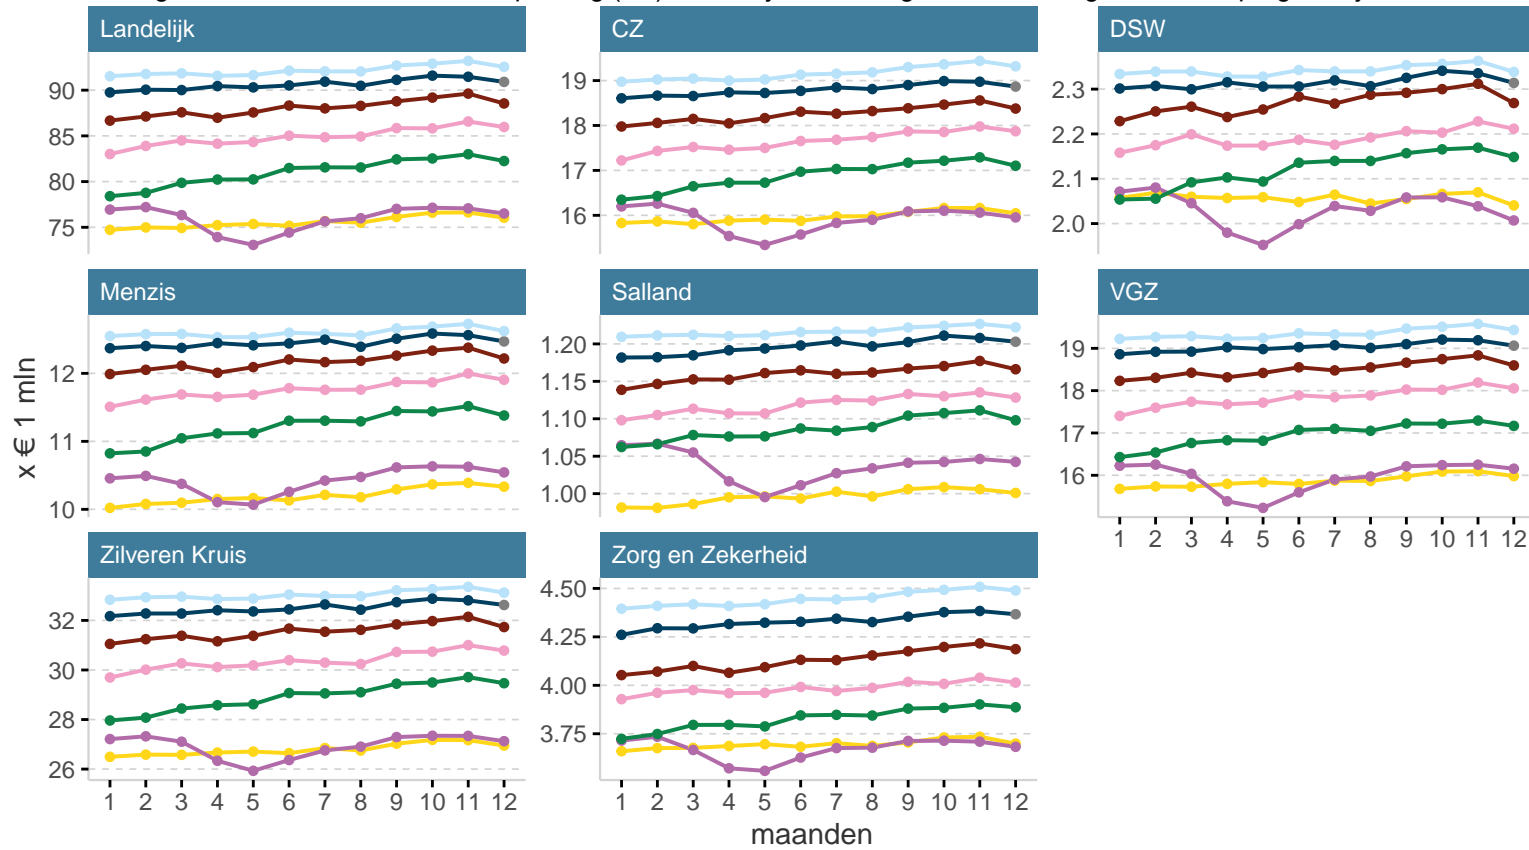 Landelijk
CZ
DSW
90
85
80
75
19
18
17
16
2.3
2.2
2.1
2.0
Menzis
Salland
VGZ
12
11
10
1.20
1.15
1.10
1.05
1.00
19
18
17
16
1 2 3 4 5 6 7 8 9 10 11 12
Zilveren Kruis
Zorg en Zekerheid
32
30
28
26
4.50
4.25
4.00
3.75
1 2 3 4 5 6 7 8 9 10 11 12
1 2 3 4 5 6 7 8 9 10 11 12
x € 1 mln
maanden